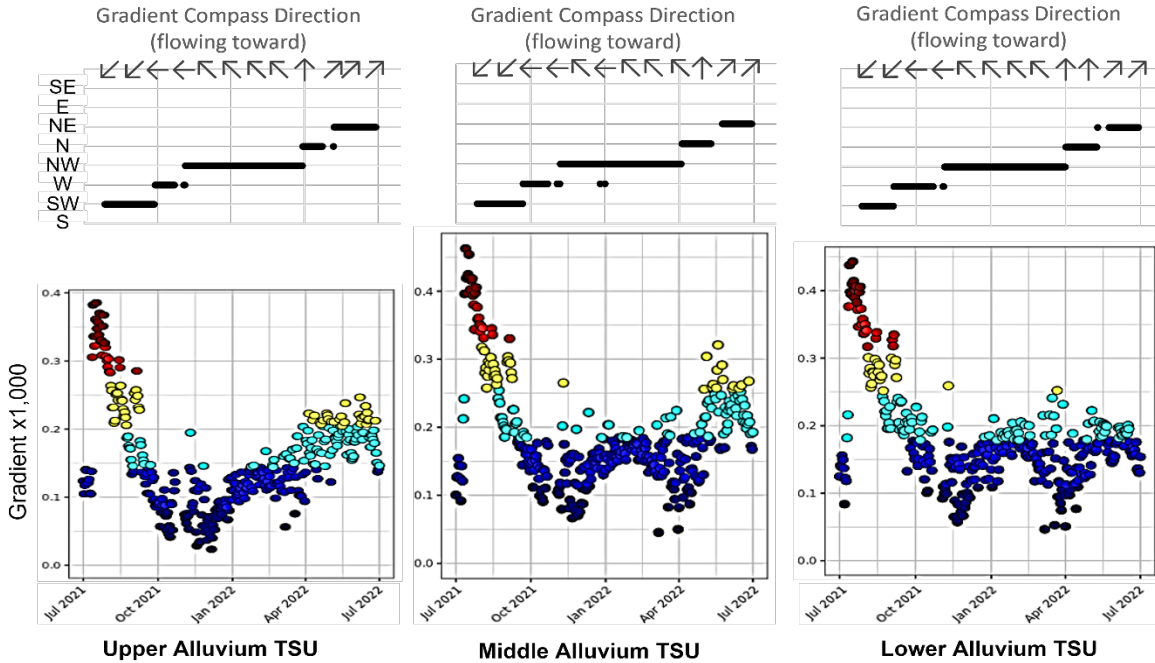 Gradient Compass Direction
(flowing toward)
Gradient Compass Direction
(flowing toward)
Gradient Compass Direction
(flowing toward)
SE
E
NE
N
NW
W
SW
S
Gradient x1,000
0.4
0.3
0.2
0.1
0.0
Jul 2021
Oct 2021
Jan 2022
Apr 2022
Jul 2022
Upper Alluvium TSU
0.4
0.3
0.2
0.1
0.0
Jul 2021
Oct 2021
Jan 2022
Apr 2022
Jul 2022
Middle Alluvium TSU
0.4
0.3
0.2
0.1
0.0
Jul 2021
Oct 2021
Jan 2022
Apr 2022
Jul 2022
Lower Alluvium TSU